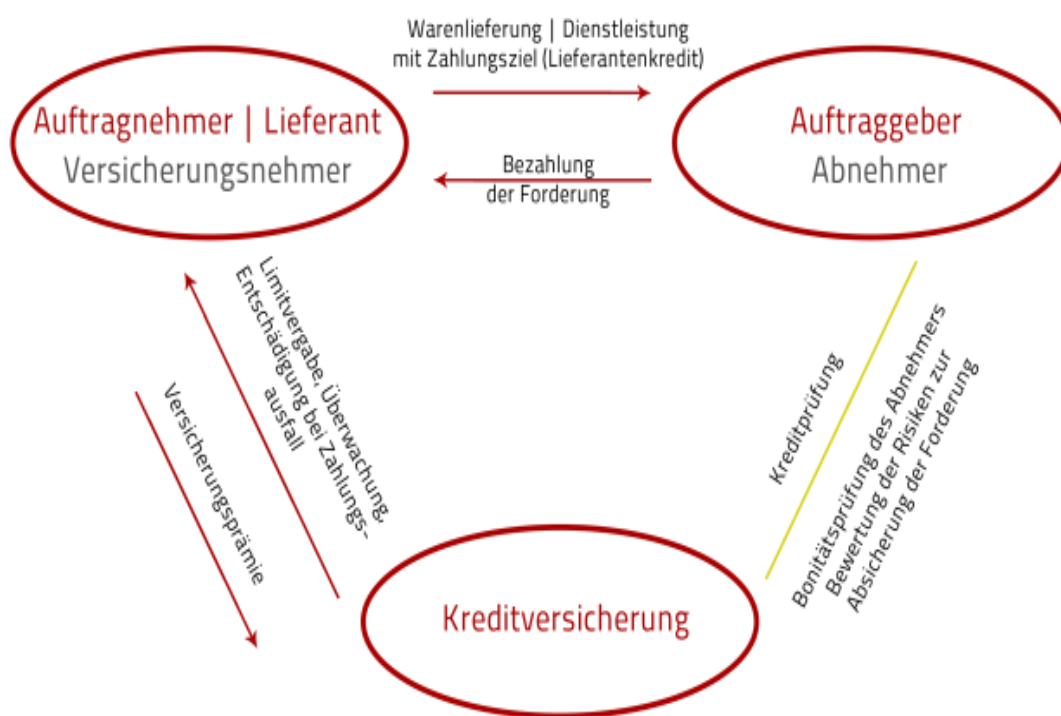 Warenlieferung | Dienstleistung
mit Zahlungsziel (Lieferantenkredit)
Auftragnehmer | Lieferant
Versicherungsnehmer
Auftraggeber
Abnehmer
Bezahlung
der Forderung
Limitvergabe, Überwachung,
Entschädigung bei Zahlungs-
ausfall
Versicherungsprämie
Kreditprüfung
Bonitätsprüfung des Abnehmers
Bewertung der Risiken zur
Absicherung der Forderung
Kreditversicherung